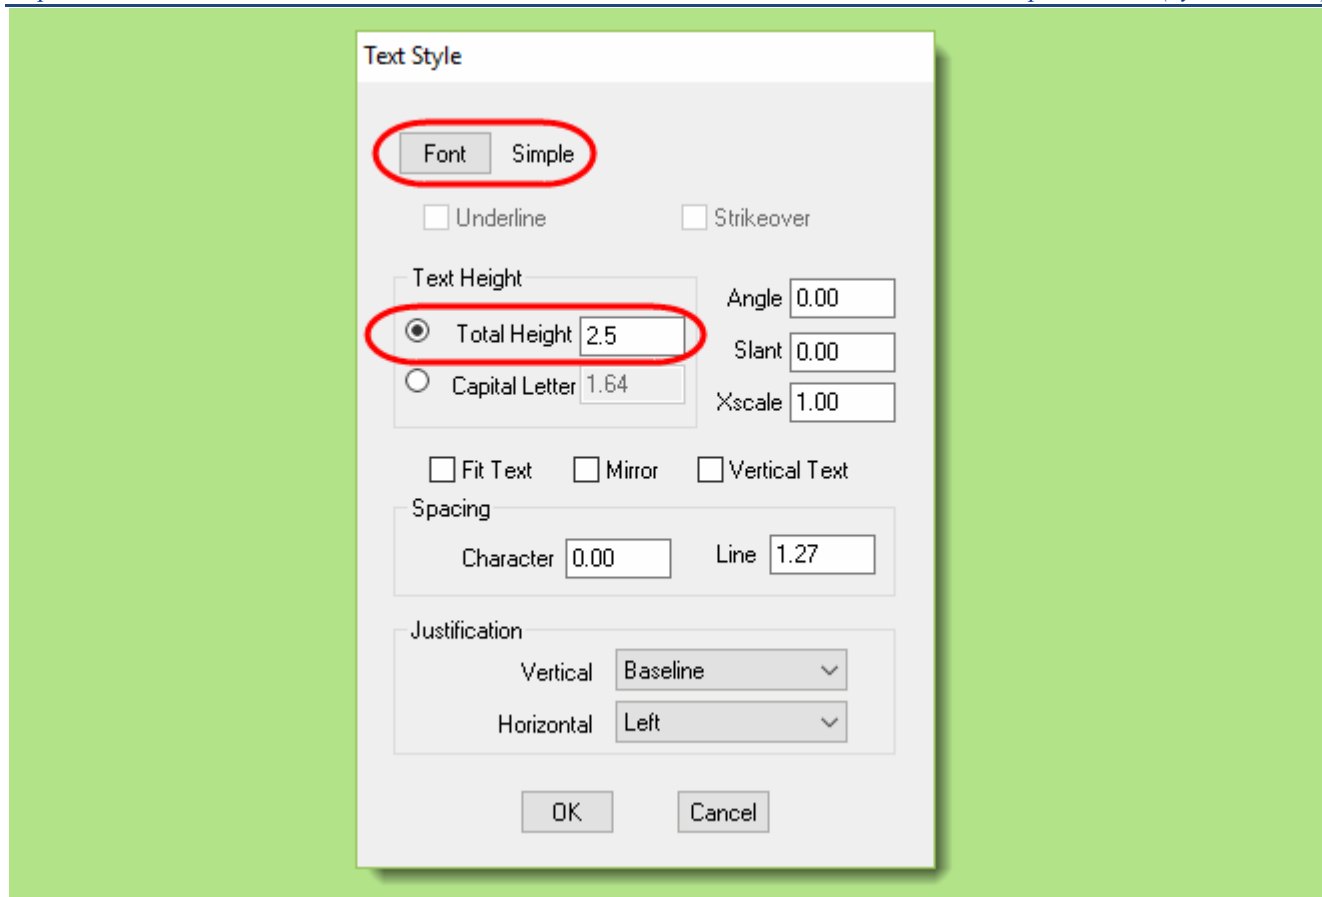 Text Style
Font Simple
Underline Strikeover
Text Height
Angle 0.00
Total Height 2.5
Slant 0.00
Capital Letter 1.64
Xscale 1.00
Fit Text Mirror Vertical Text
Spacing
Character 0.00 Line 1.27
Justification
Vertical Baseline
Horizontal Left
OK Cancel